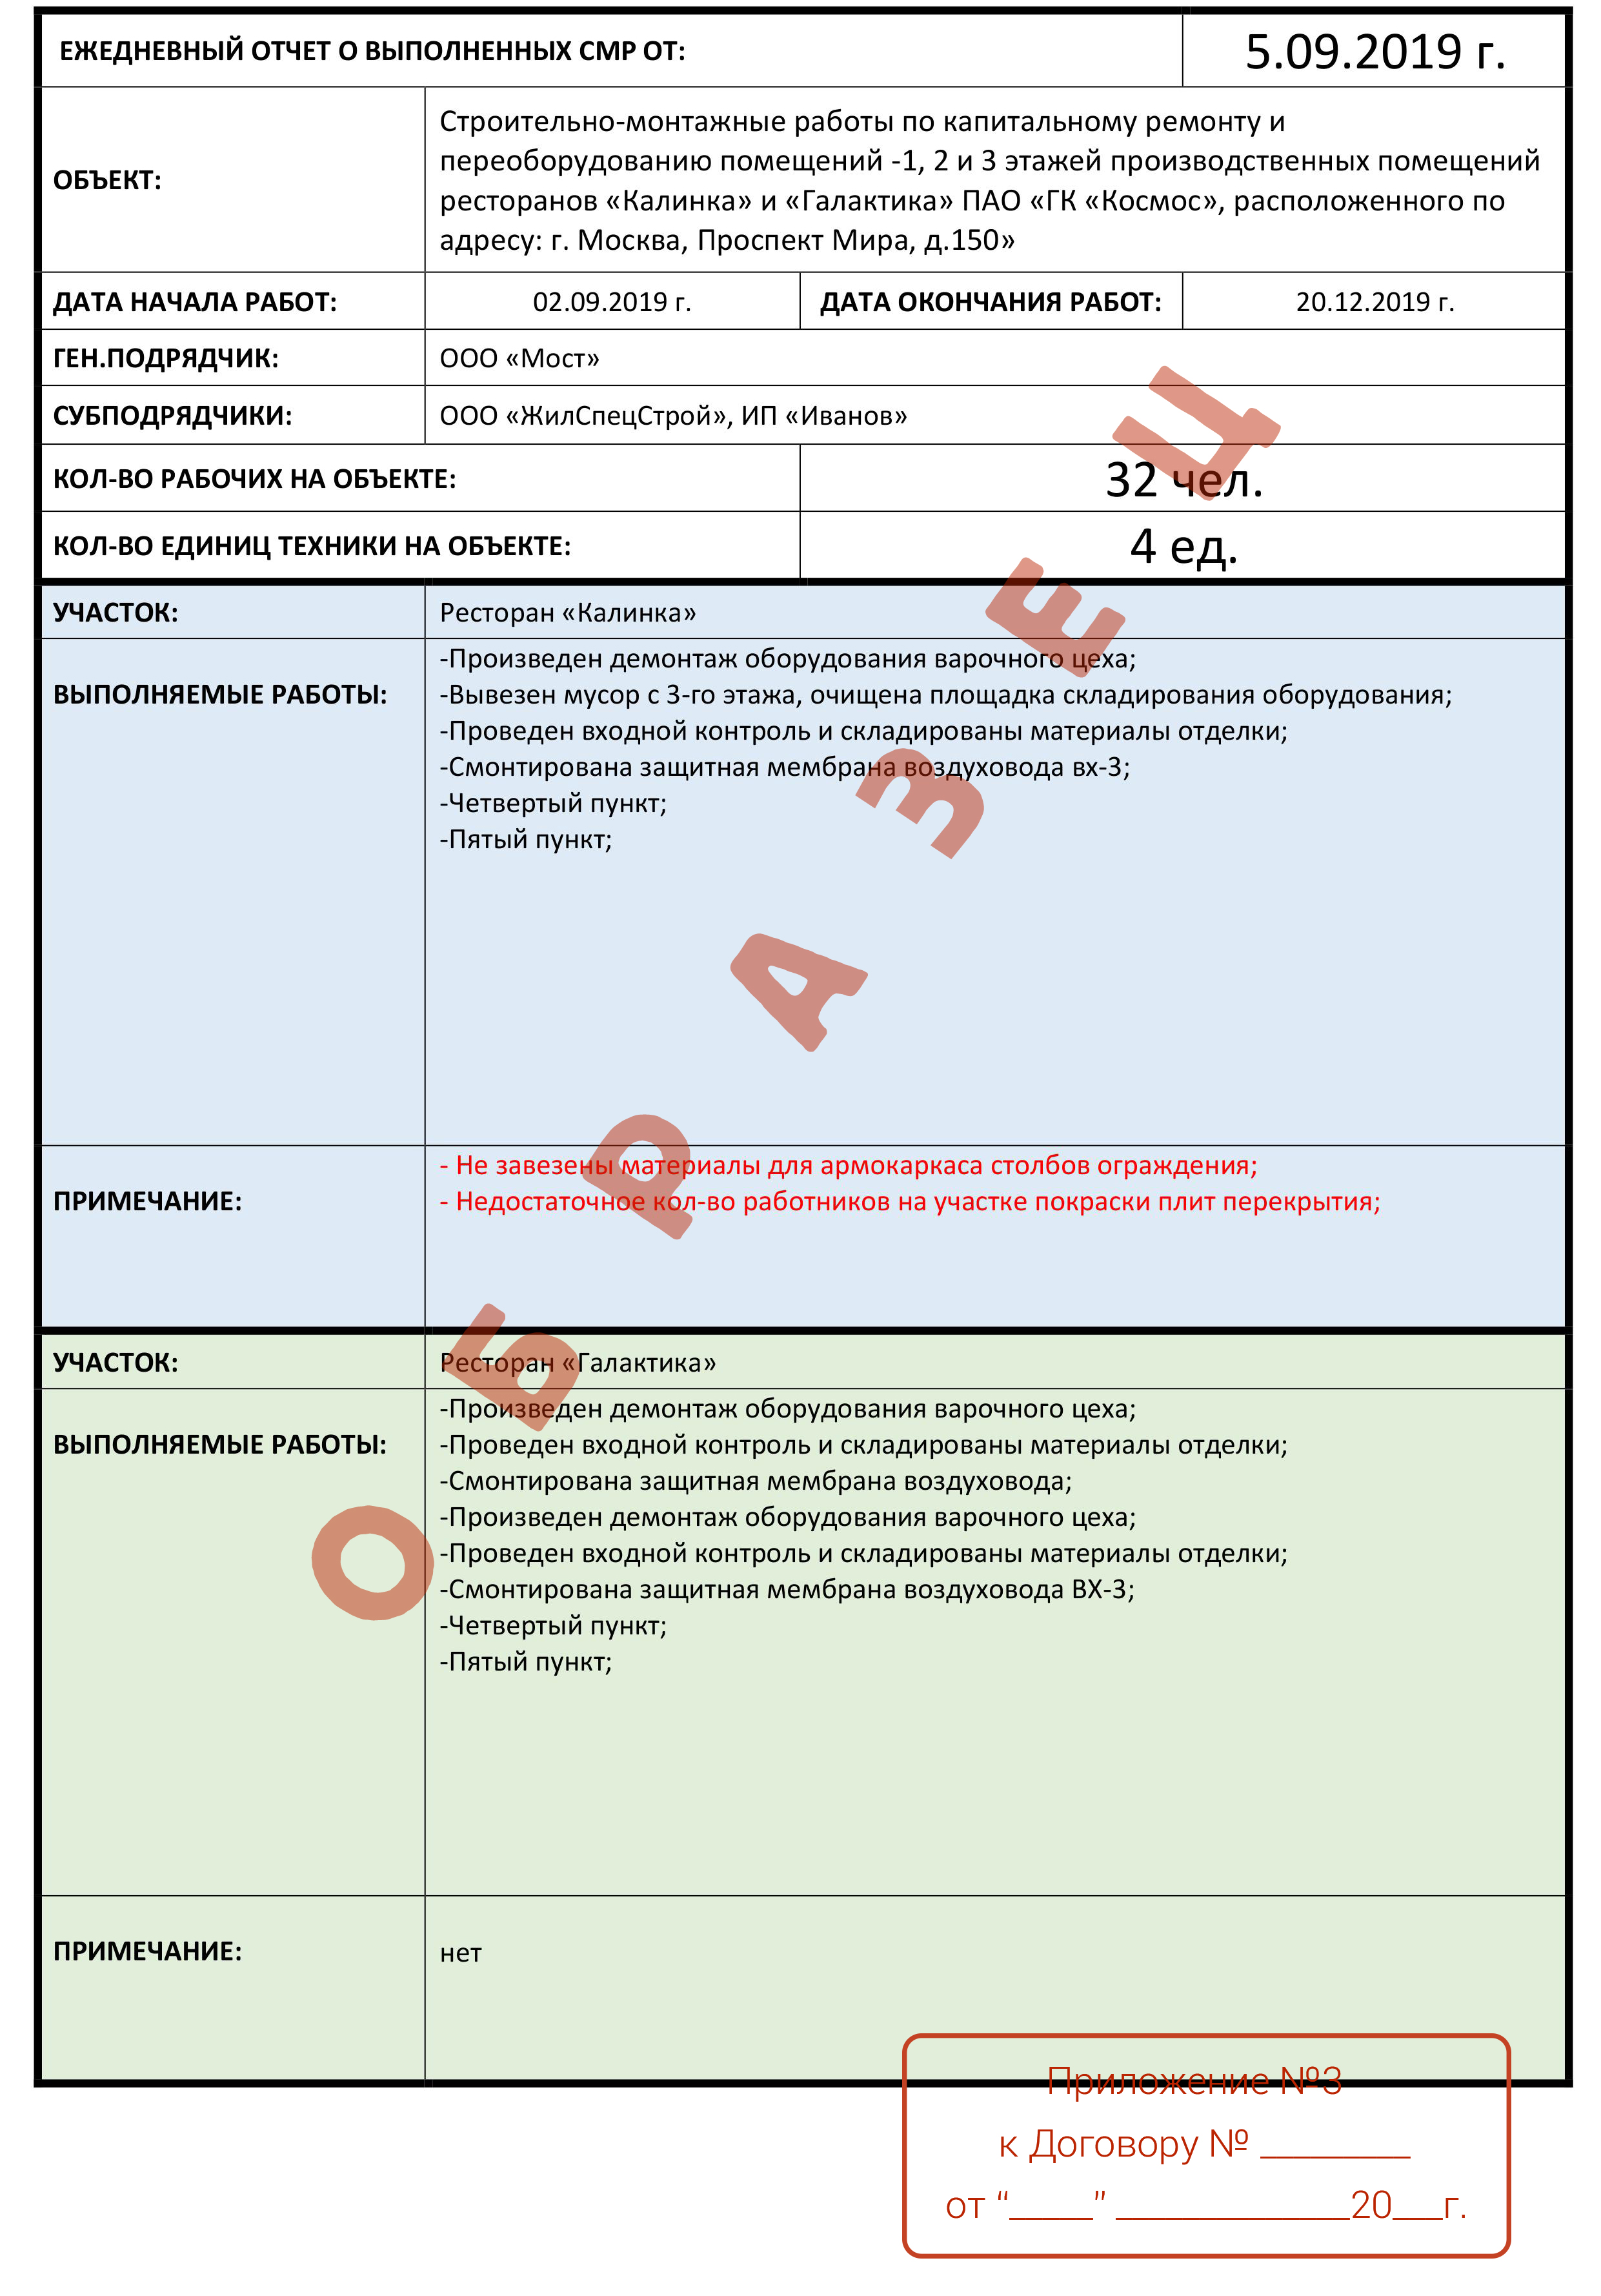 ЕЖЕДНЕВНЫЙ ОТЧЕТ О ВЫПОЛНЕННЫХ СМР ОТ: 5.09.2019 г.
ОБЪЕКТ:
Строительно-монтажные работы по капитальному ремонту и
переоборудованию помещений -1, 2 и 3 этажей производственных помещений
ресторанов «Калинка» и «Галактика» ПАО «ГК «Космос», расположенного по
адресу: г. Москва, Проспект Мира, д.150»
ДАТА НАЧАЛА РАБОТ: 02.09.2019 г. ДАТА ОКОНЧАНИЯ РАБОТ: 20.12.2019 г.
ГЕН.ПОДРЯДЧИК: ООО «Мост»
СУБПОДРЯДЧИКИ: ООО «ЖилСпецСтрой», ИП «Иванов»
КОЛ-ВО РАБОЧИХ НА ОБЪЕКТЕ: 32 чел.
КОЛ-ВО ЕДИНИЦ ТЕХНИКИ НА ОБЪЕКТЕ: 4 ед.
УЧАСТОК: Ресторан «Калинка»
ВЫПОЛНЯЕМЫЕ РАБОТЫ:
-Произведен демонтаж оборудования варочного цеха;
-Вывезен мусор с 3-го этажа, очищена площадка складирования оборудования;
-Проведен входной контроль и складированы материалы отделки;
-Смонтирована защитная мембрана воздуховода вх-3;
-Четвертый пункт;
-Пятый пункт;
ПРИМЕЧАНИЕ:
- Не завезены материалы для армокаркаса столбов ограждения;
- Недостаточное кол-во работников на участке покраски плит перекрытия;
УЧАСТОК: Ресторан «Галактика»
ВЫПОЛНЯЕМЫЕ РАБОТЫ:
-Произведен демонтаж оборудования варочного цеха;
-Проведен входной контроль и складированы материалы отделки;
-Смонтирована защитная мембрана воздуховода;
-Произведен демонтаж оборудования варочного цеха;
-Проведен входной контроль и складированы материалы отделки;
-Смонтирована защитная мембрана воздуховода ВХ-3;
-Четвертый пункт;
-Пятый пункт;
ПРИМЕЧАНИЕ: нет
ОБРАЗЕЦ
Приложение №3
к Договору № _________
от “_____” ______________20___г.